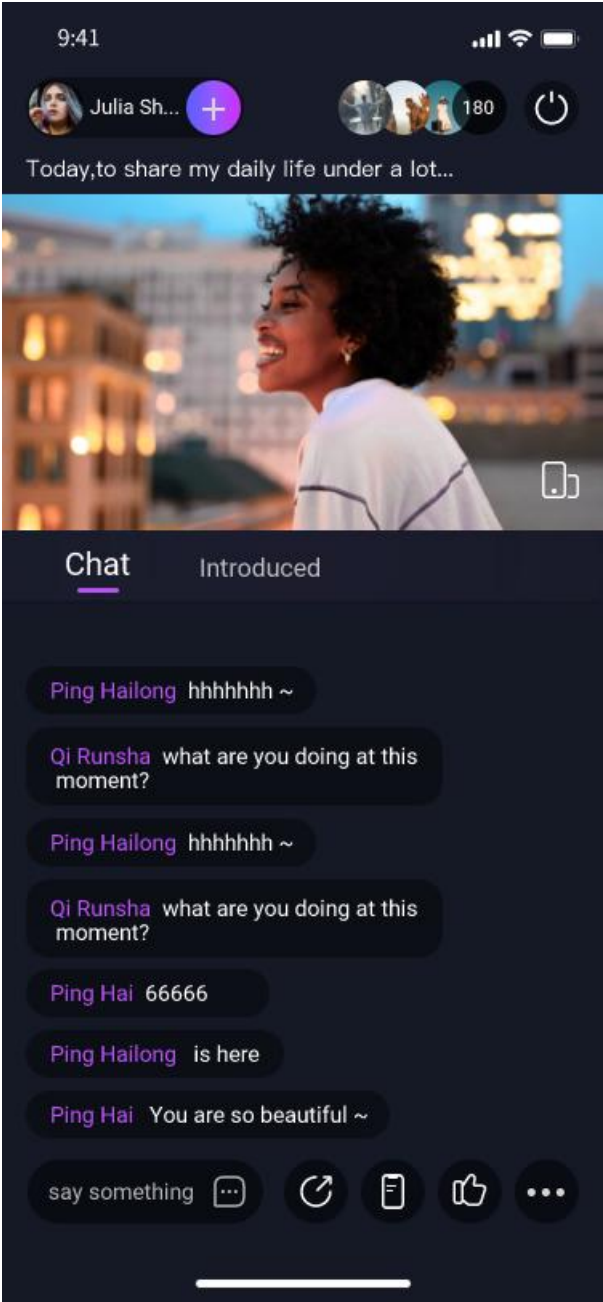 9:41
Julia Sh...
180
Today,to share my daily life under a lot...
Chat
Introduced
Ping Hailong hhhhhhh ~
Qi Runsha what are you doing at this
moment?
Ping Hailong hhhhhhh ~
Qi Runsha what are you doing at this
moment?
Ping Hai 66666
Ping Hailong is here
Ping Hai You are so beautiful ~
say something